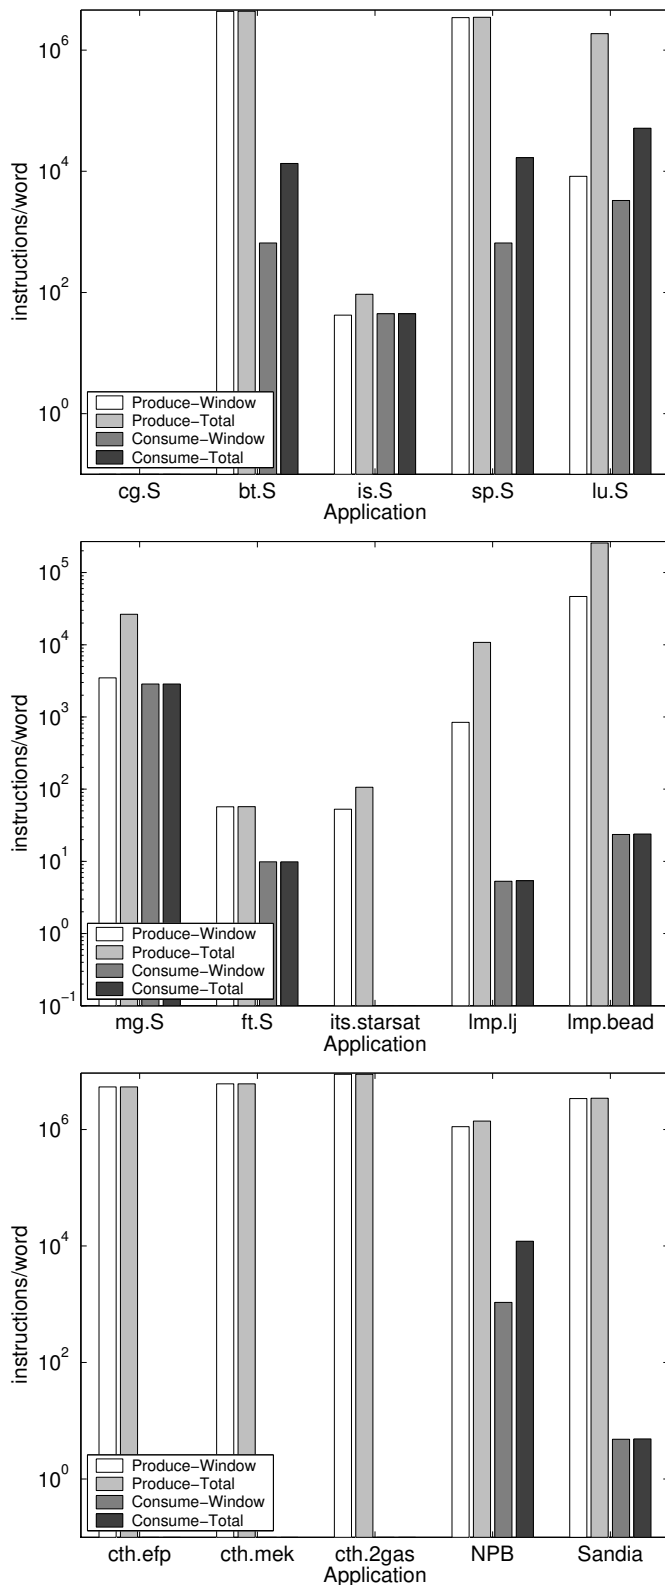 10^6
10^4
10^2
10^0
instructions/word
Produce−Window
Produce−Total
Consume−Window
Consume−Total
cg.S bt.S is.S sp.S lu.S
Application
10^5
10^4
10^3
10^2
10^1
10^0
10^−1
instructions/word
Produce−Window
Produce−Total
Consume−Window
Consume−Total
mg.S ft.S its.starsat lmp.lj lmp.bead
Application
10^6
10^4
10^2
10^0
instructions/word
Produce−Window
Produce−Total
Consume−Window
Consume−Total
cth.efp cth.mek cth.2gas NPB Sandia
Application